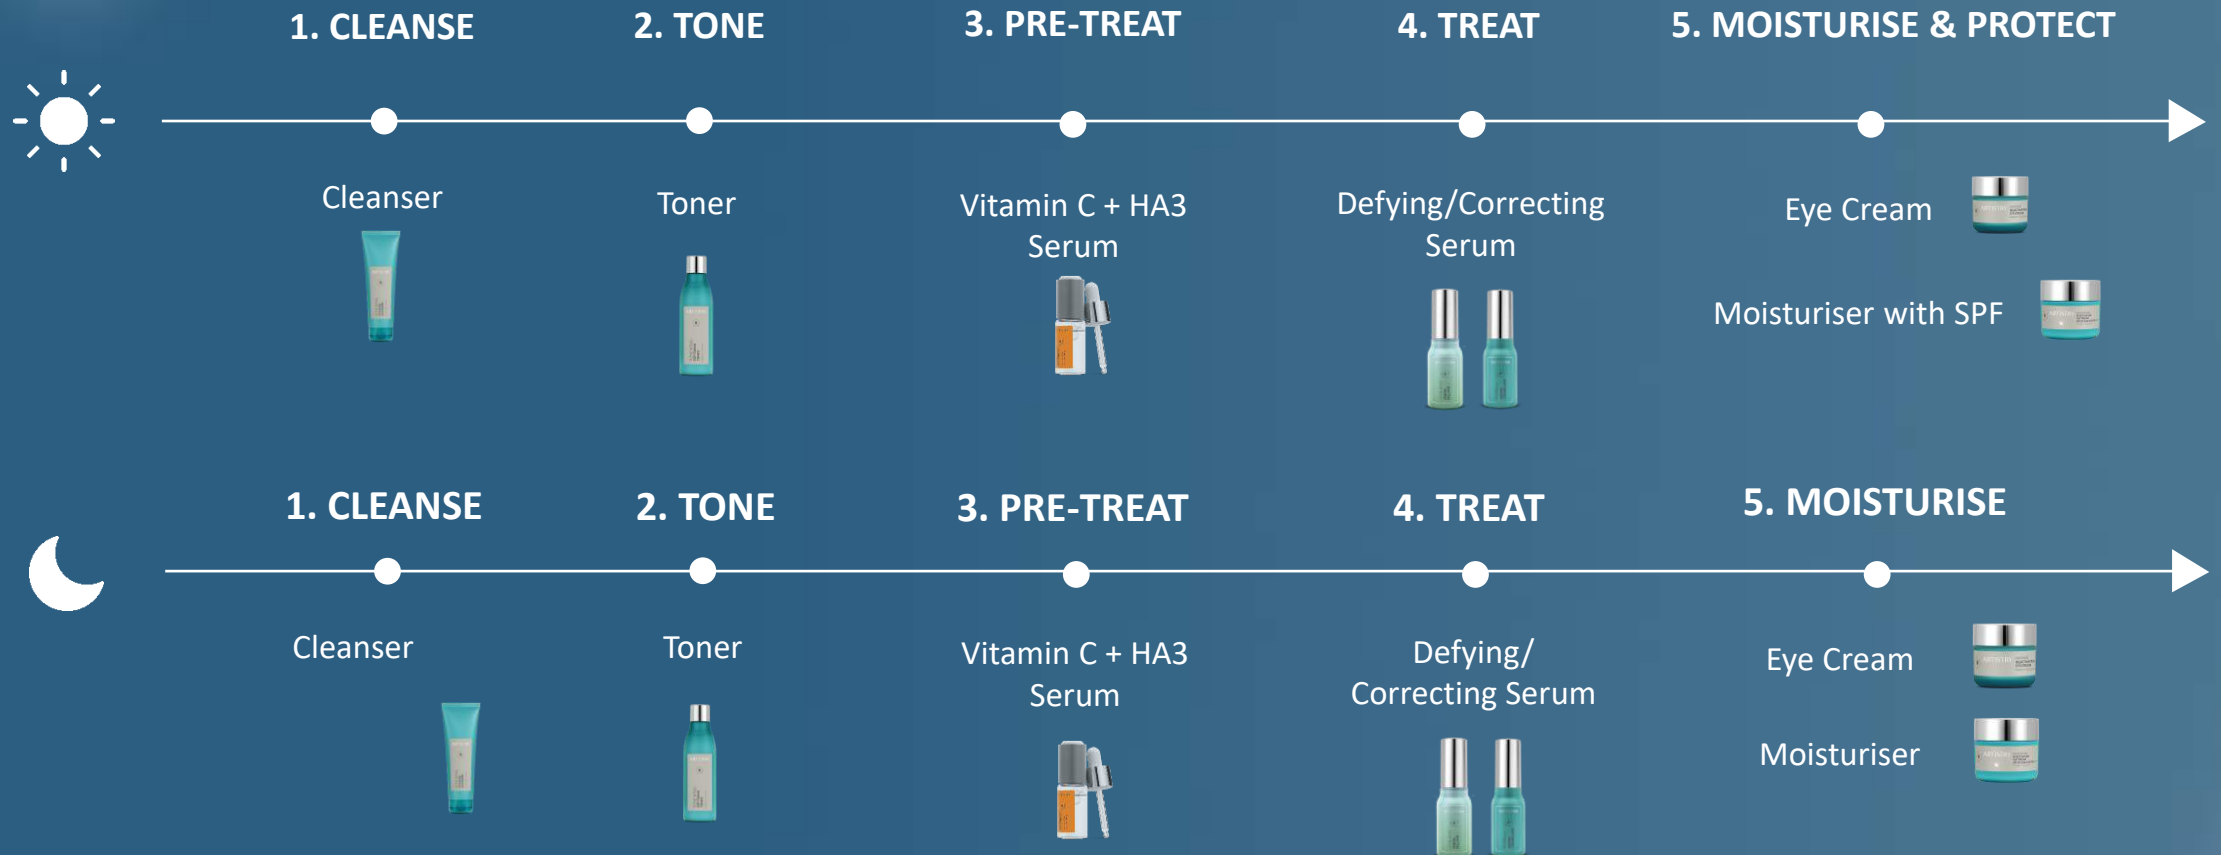 1. CLEANSE
2. TONE
3. PRE-TREAT
4. TREAT
5. MOISTURISE & PROTECT
Cleanser
Toner
Vitamin C + HA3
Serum
Defying/Correcting
Serum
Eye Cream
Moisturiser with SPF
1. CLEANSE
2. TONE
3. PRE-TREAT
4. TREAT
5. MOISTURISE
Cleanser
Toner
Vitamin C + HA3
Serum
Defying/
Correcting Serum
Eye Cream
Moisturiser